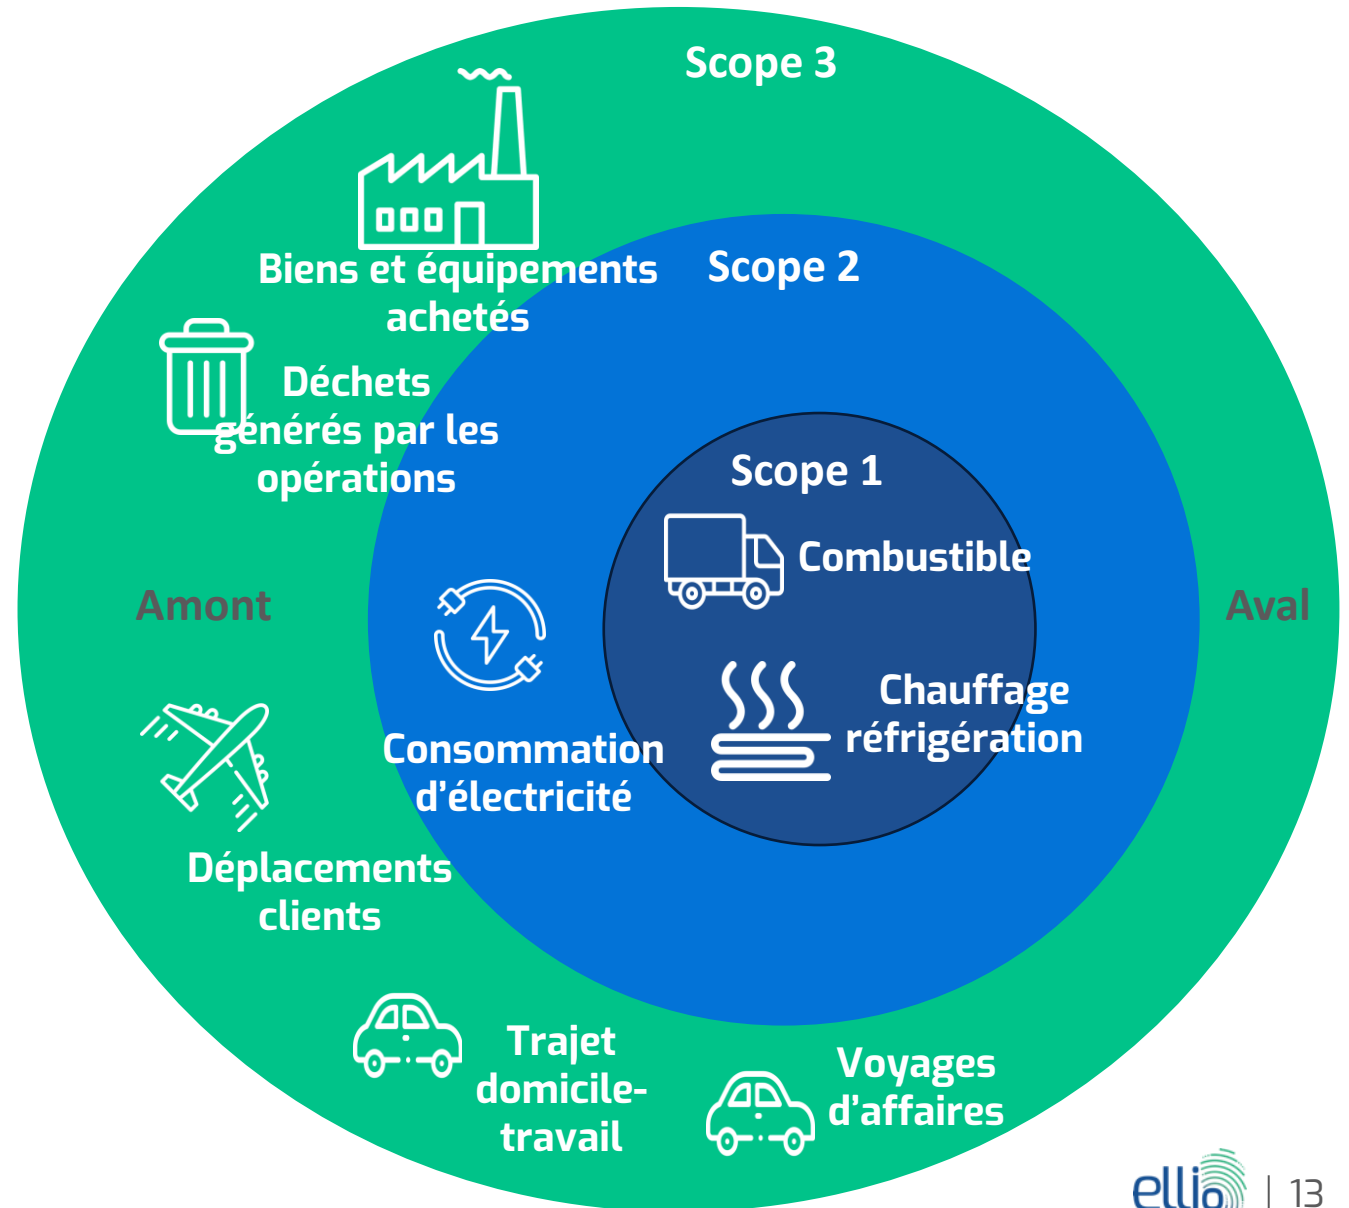 Scope 3
Biens et équipements
achetés
Scope 2
Déchets
générés par les
opérations
Scope 1
Combustible
Amont
Aval
Chauffage
réfrigération
Consommation
d'électricité
Déplacements
clients
Trajet
domicile-
travail
Voyages
d'affaires
ellio | 13